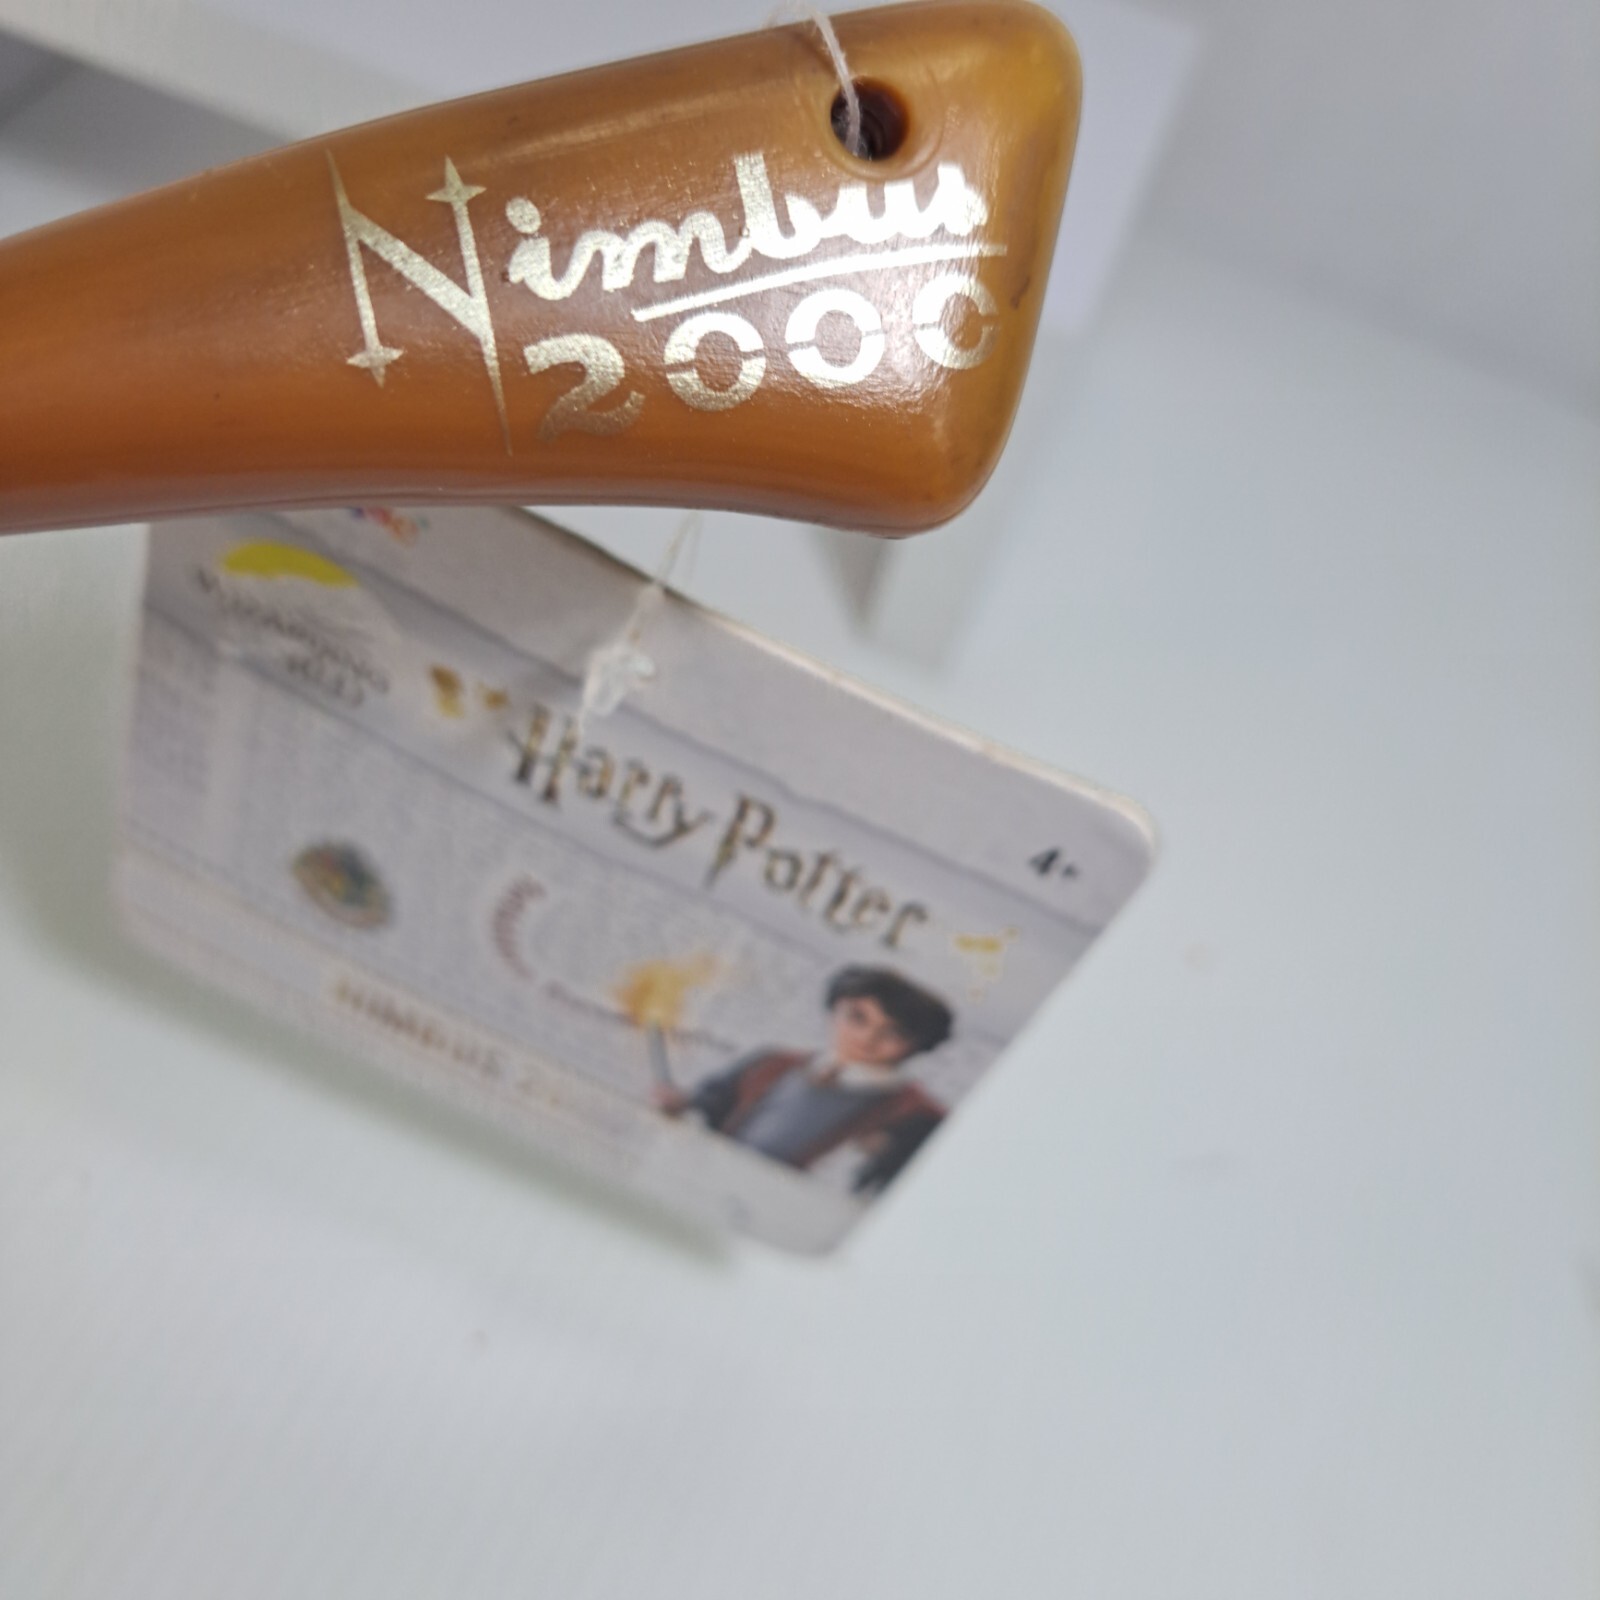 Nimbus
2000
Harry Potter
4+